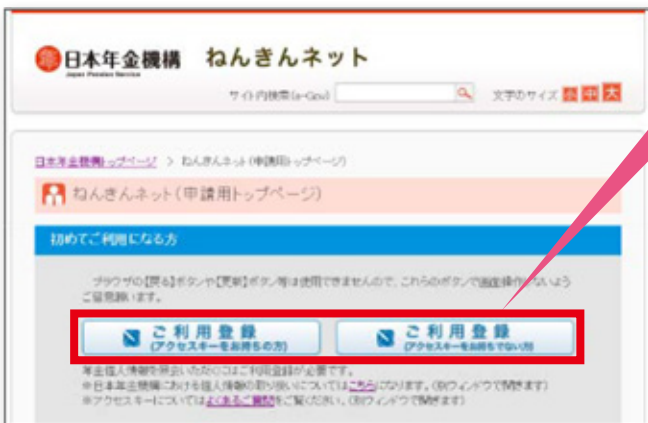 日本年金機構 ねんきんネット
Japan Pension Service
サイト内検索(e-Gov) 文字のサイズ 小 中 大
日本年金機構トップページ > ねんきんネット(申請用トップページ)
ねんきんネット(申請用トップページ)
初めてご利用になる方
ブラウザの【戻る】ボタンや【更新】ボタン等は使用できませんので、これらのボタンで画面操作 ないよう
ご留意願います。
ご利用登録 ご利用登録
(アクセスキーをお持ちの方) (アクセスキーをお持ちでない方)
年金個人情報を照会いただくにはご利用登録が必要です。
※日本年金機構における個人情報の取り扱いについてはこちらになります。(別ウィンドウで開きます)
※アクセスキーについてはよくあるご質問をご覧ください。(別ウィンドウで開きます)